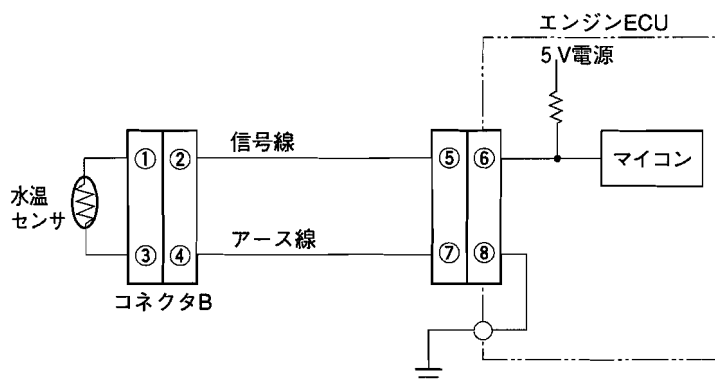 エンジンECU
5V電源
信号線
① ② ⑤ ⑥ マイコン
水温
センサ
アース線
③ ④ ⑦ ⑧
コネクタB